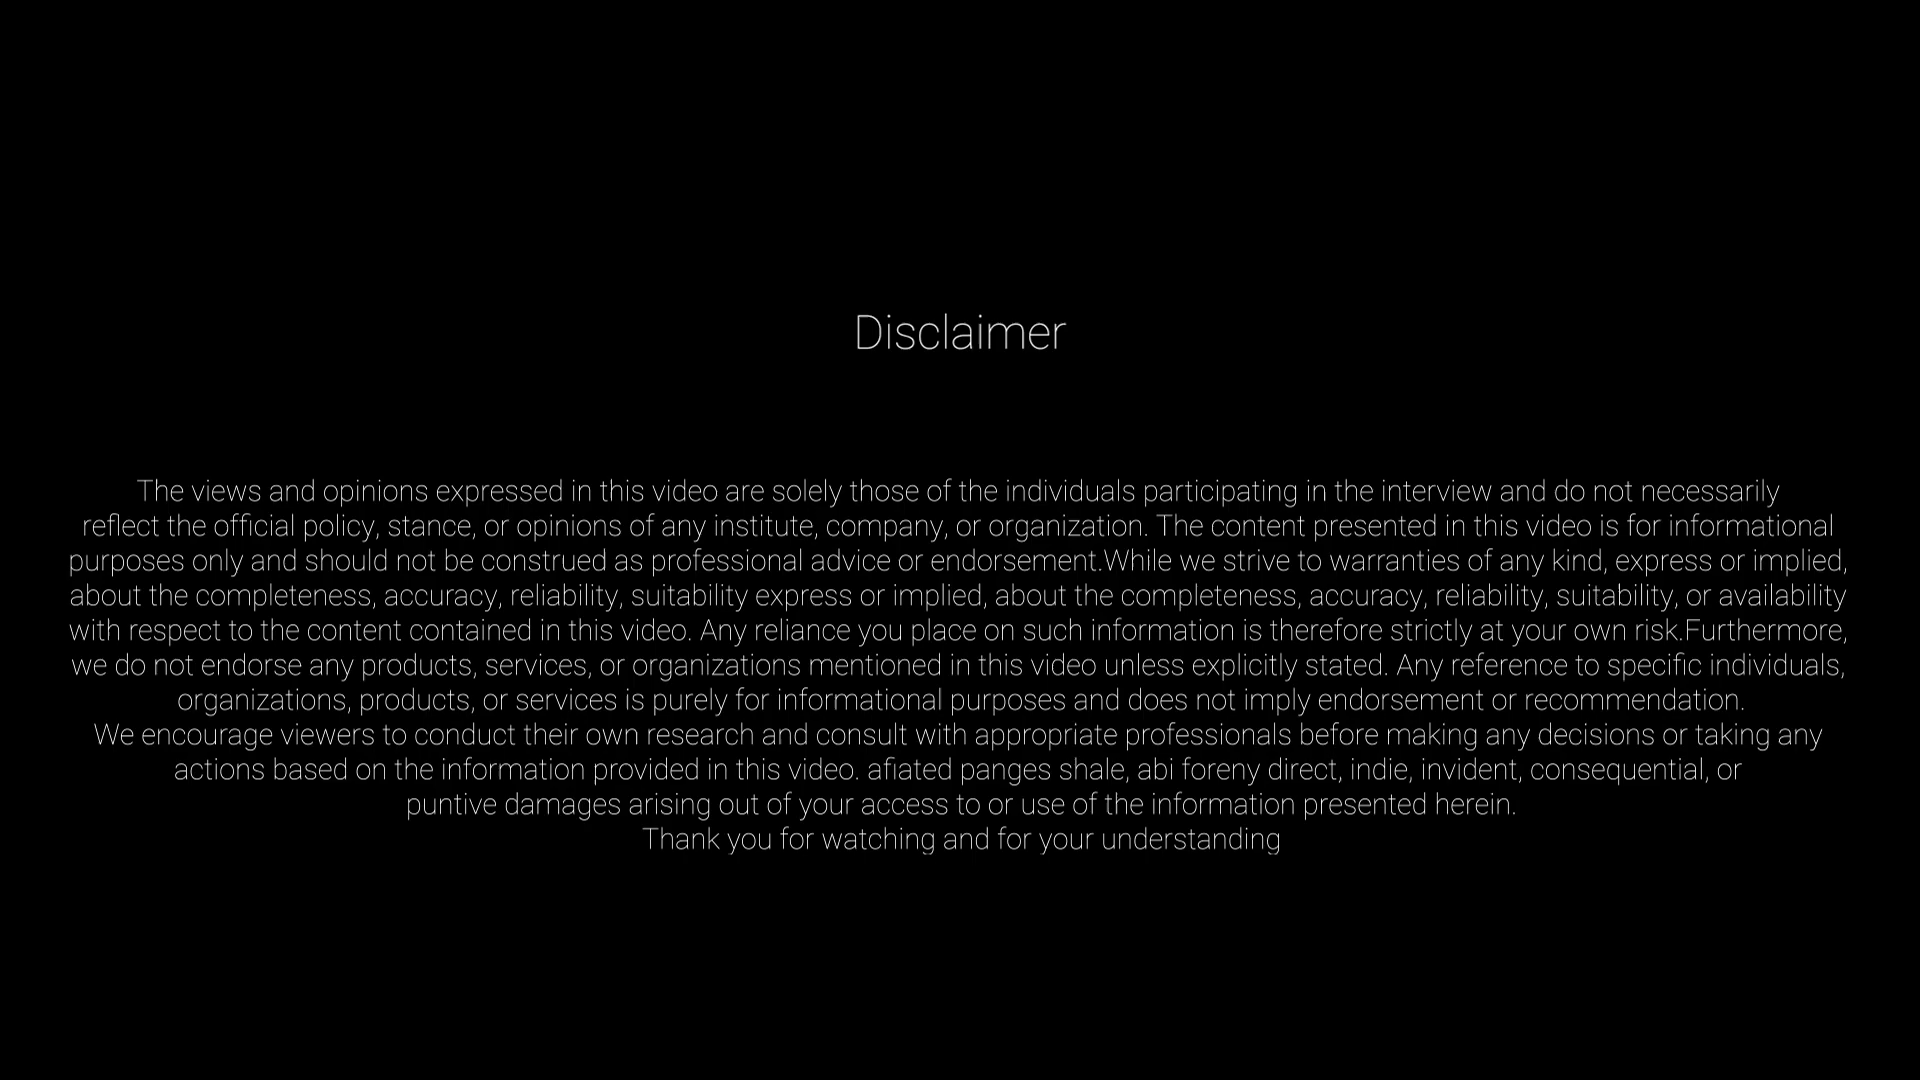 Disclaimer
The views and opinions expressed in this video are solely those of the individuals participating in the interview and do not necessarily
reflect the official policy, stance, or opinions of any institute, company, or organization. The content presented in this video is for informational
purposes only and should not be construed as professional advice or endorsement.While we strive to warranties of any kind, express or implied,
about the completeness, accuracy, reliability, suitability express or implied, about the completeness, accuracy, reliability, suitability, or availability
with respect to the content contained in this video. Any reliance you place on such information is therefore strictly at your own risk.Furthermore,
we do not endorse any products, services, or organizations mentioned in this video unless explicitly stated. Any reference to specific individuals,
organizations, products, or services is purely for informational purposes and does not imply endorsement or recommendation.
We encourage viewers to conduct their own research and consult with appropriate professionals before making any decisions or taking any
actions based on the information provided in this video. afiated panges shale, abi foreny direct, indie, invident, consequential, or
puntive damages arising out of your access to or use of the information presented herein.
Thank you for watching and for your understanding